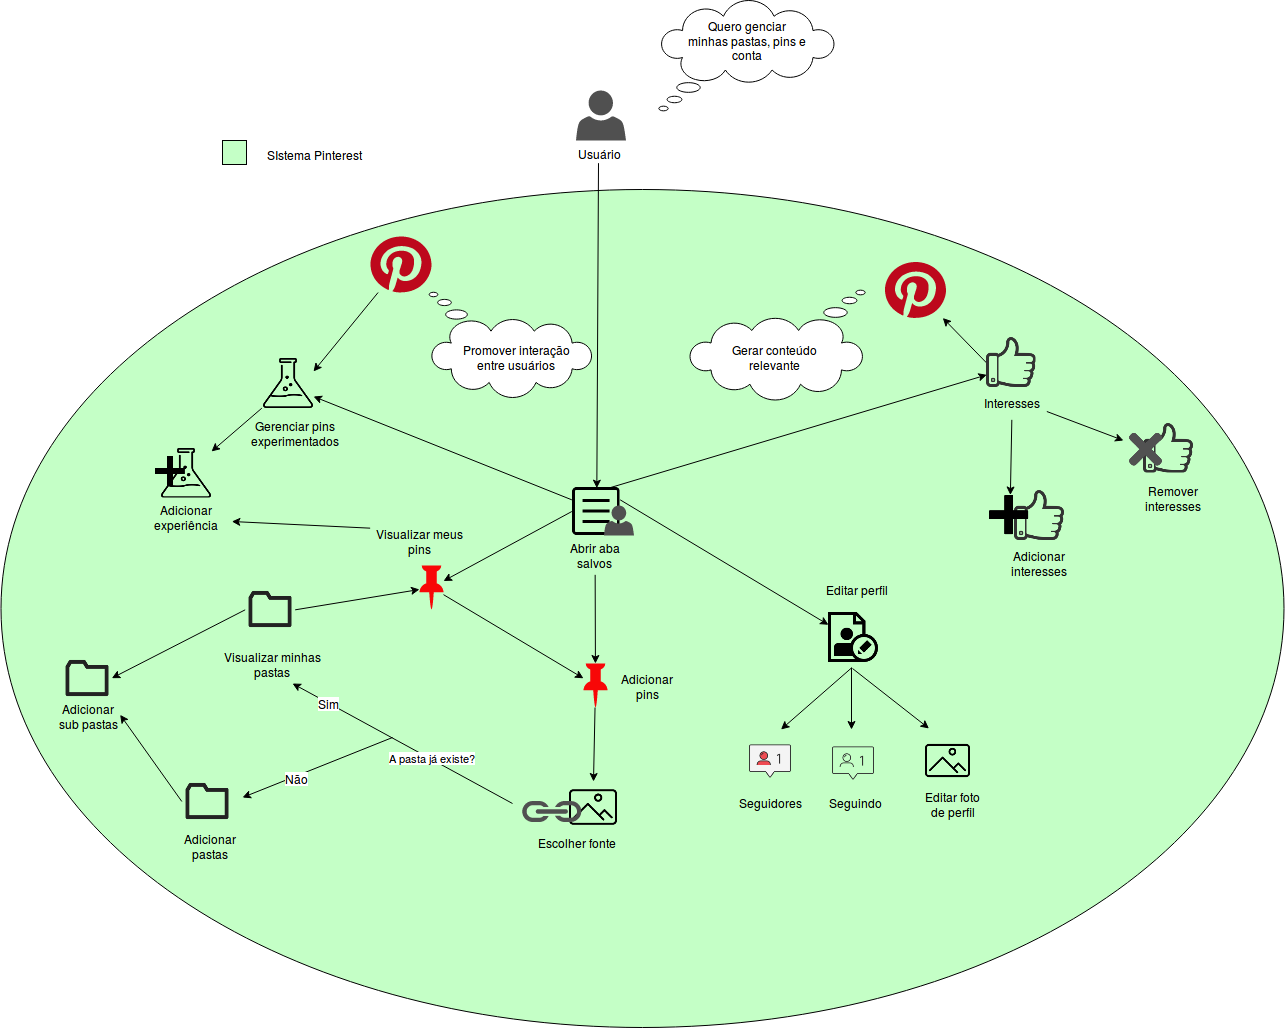 Quero genciar
minhas pastas, pins e
conta
Usuário
SIstema Pinterest
Promover interação
entre usuários
Gerar conteúdo
relevante
Interesses
Gerenciar pins
experimentados
Remover
interesses
Adicionar
experiência
Visualizar meus
pins
Abrir aba
salvos
Adicionar
interesses
Editar perfil
Visualizar minhas
pastas
Adicionar
pins
Adicionar
sub pastas
Sim
A pasta já existe?
Não
1
1
Seguidores
Seguindo
Editar foto
de perfil
Adicionar
pastas
Escolher fonte